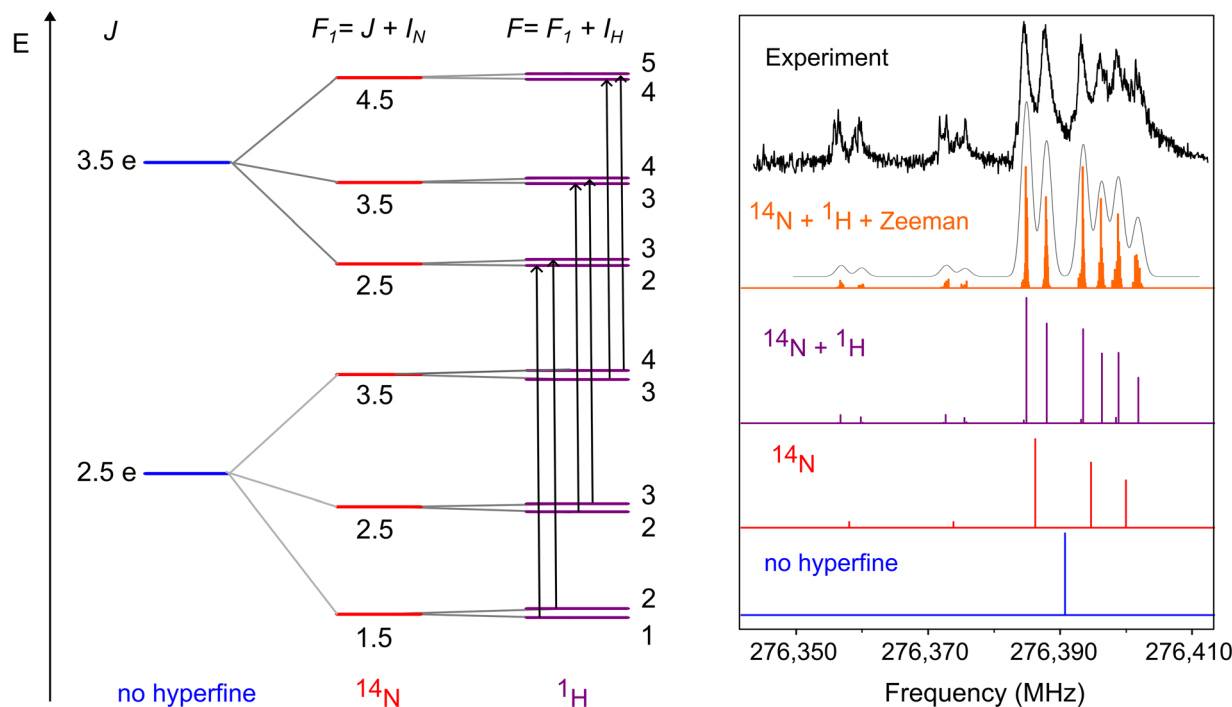 E
J
F₁= J + I_N
F= F₁ + I_H
3.5 e
2.5 e
4.5
3.5
2.5
3.5
2.5
1.5
5
4
4
3
3
2
4
3
3
2
2
1
no hyperfine
¹⁴N
¹H
Experiment
¹⁴N + ¹H + Zeeman
¹⁴N + ¹H
¹⁴N
no hyperfine
276,350 276,370 276,390 276,410
Frequency (MHz)